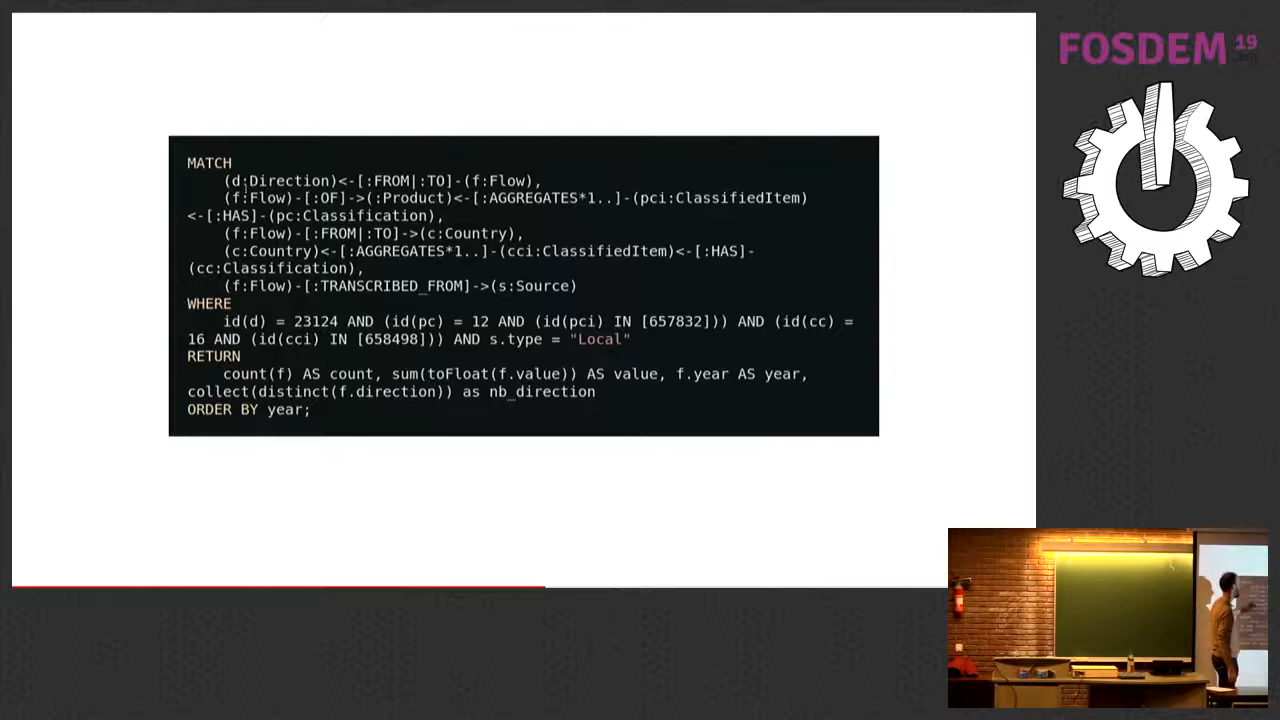 FOSDEM 19
MATCH
(d:Direction)<-[:FROM|:TO]-(f:Flow),
(f:Flow)-[:OF]->(:Product)<-[:AGGREGATES*1..]-(pci:ClassifiedItem)
<-[:HAS]-(pc:Classification),
(f:Flow)-[:FROM|:TO]->(c:Country),
(c:Country)<-[:AGGREGATES*1..]-(cci:ClassifiedItem)<-[:HAS]-
(cc:Classification),
(f:Flow)-[:TRANSCRIBED_FROM]->(s:Source)
WHERE
id(d) = 23124 AND (id(pc) = 12 AND (id(pci) IN [657832])) AND (id(cc) =
16 AND (id(cci) IN [658498])) AND s.type = "Local"
RETURN
count(f) AS count, sum(toFloat(f.value)) AS value, f.year AS year,
collect(distinct(f.direction)) as nb_direction
ORDER BY year;